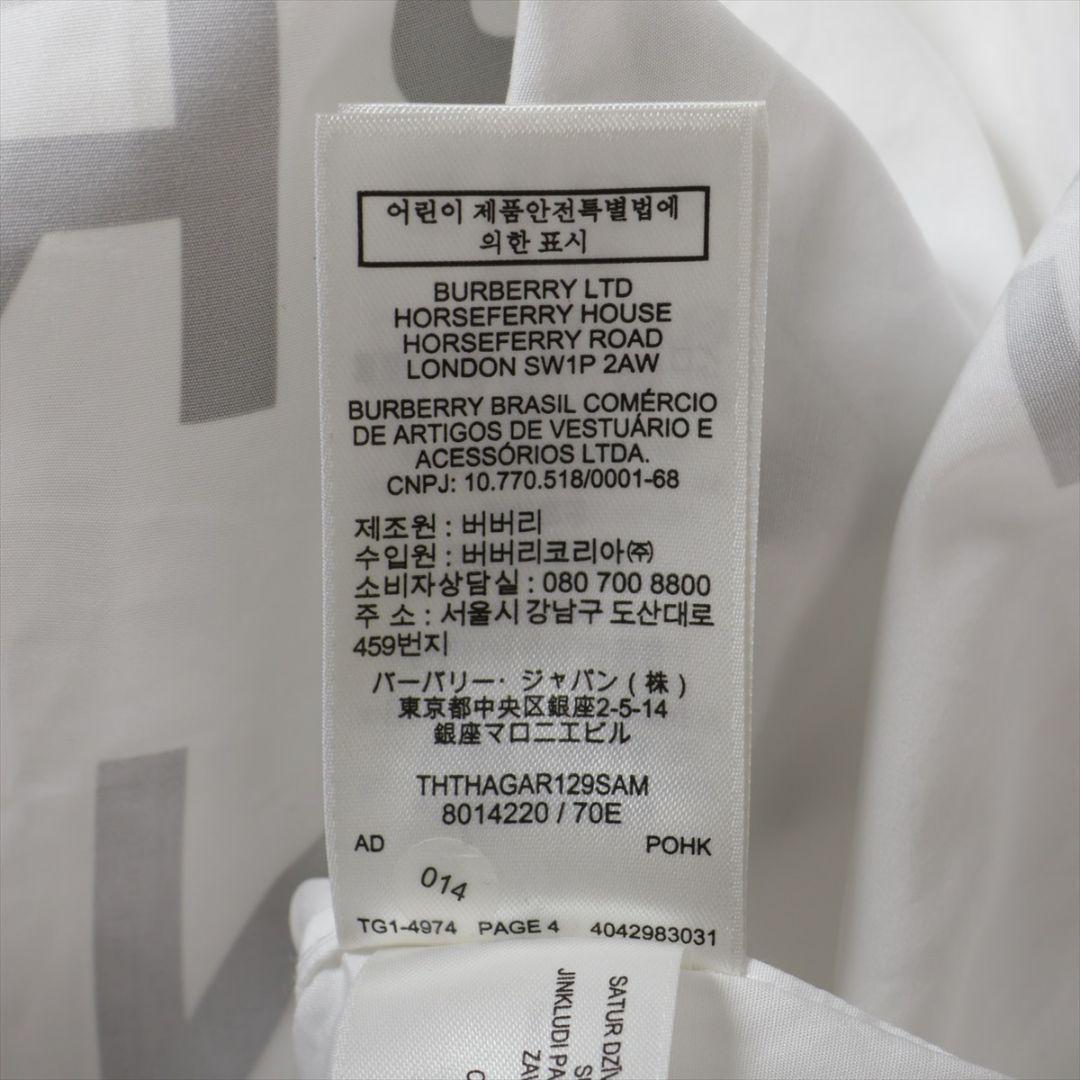 어린이 제품안전특별법에
의한 표시
BURBERRY LTD
HORSEFERRY HOUSE
HORSEFERRY ROAD
LONDON SW1P 2AW
BURBERRY BRASIL COMÉRCIO
DE ARTIGOS DE VESTUÁRIO E
ACESSÓRIOS LTDA.
CNPJ: 10.770.518/0001-68
제조원 : 버버리
수입원 : 버버리코리아㈜
소비자상담실 : 080 700 8800
주 소 : 서울시 강남구 도산대로
459번지
バーバリー・ジャパン(株)
東京都中央区銀座2-5-14
銀座マロニエビル
THTHAGAR129SAM
8014220 / 70E
AD POHK
014
TG1-4974 PAGE 4 4042983031
SATUR
JINKLUDI